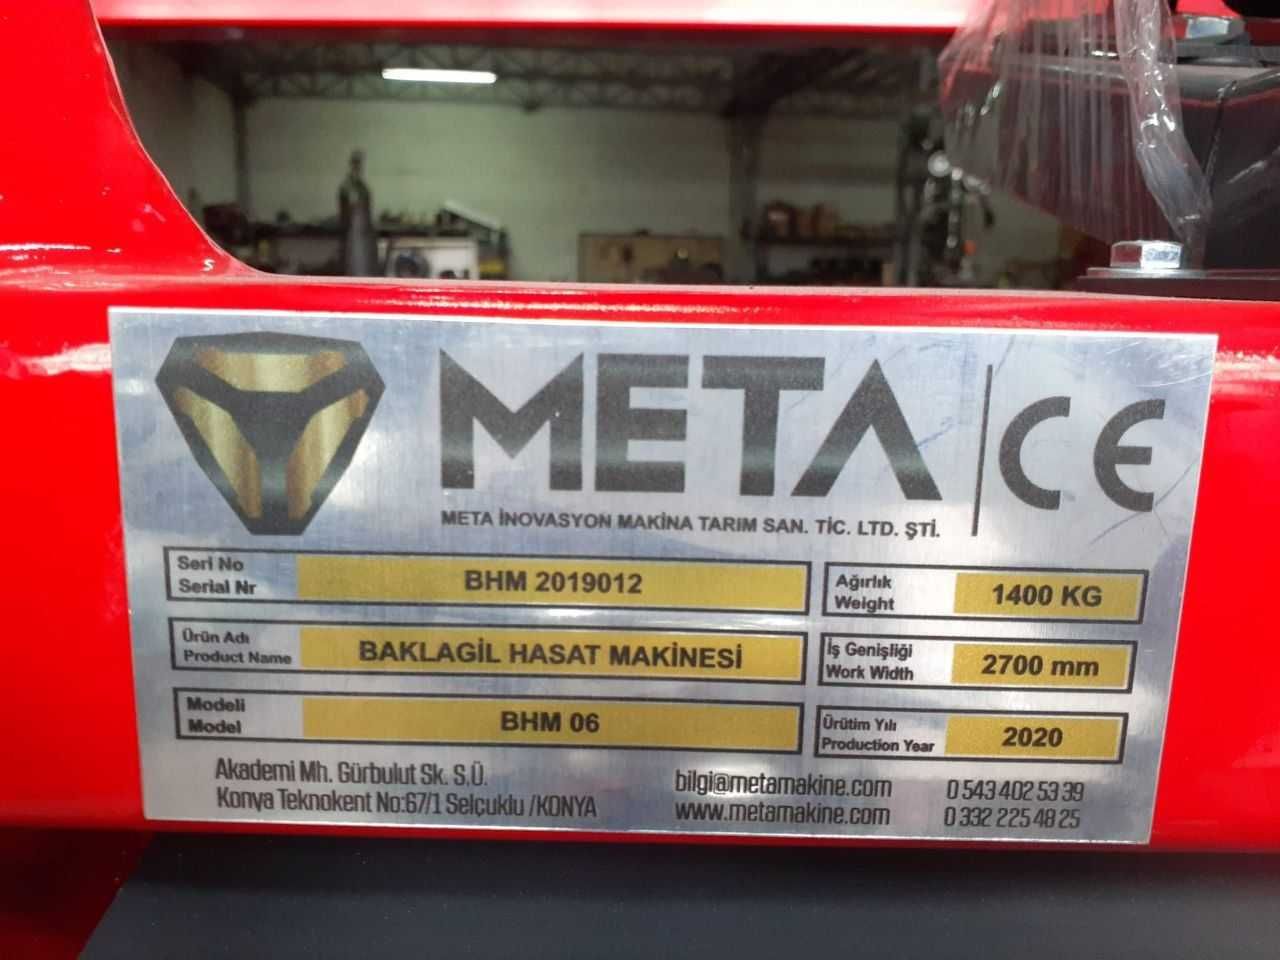 META CE
META İNOVASYON MAKİNA TARIM SAN. TİC. LTD. ŞTİ.
Seri No
Serial Nr
BHM 2019012
Ağırlık
Weight
1400 KG
Ürün Adı
Product Name
BAKLAGİL HASAT MAKİNESİ
İş Genişliği
Work Width
2700 mm
Modeli
Model
BHM 06
Ürütim Yılı
Production Year
2020
Akademi Mh. Gürbulut Sk. S.Ü.
Konya Teknokent No:67/1 Selçuklu /KONYA
bilgi@metamakine.com
www.metamakine.com
0 543 402 53 39
0 332 225 48 25